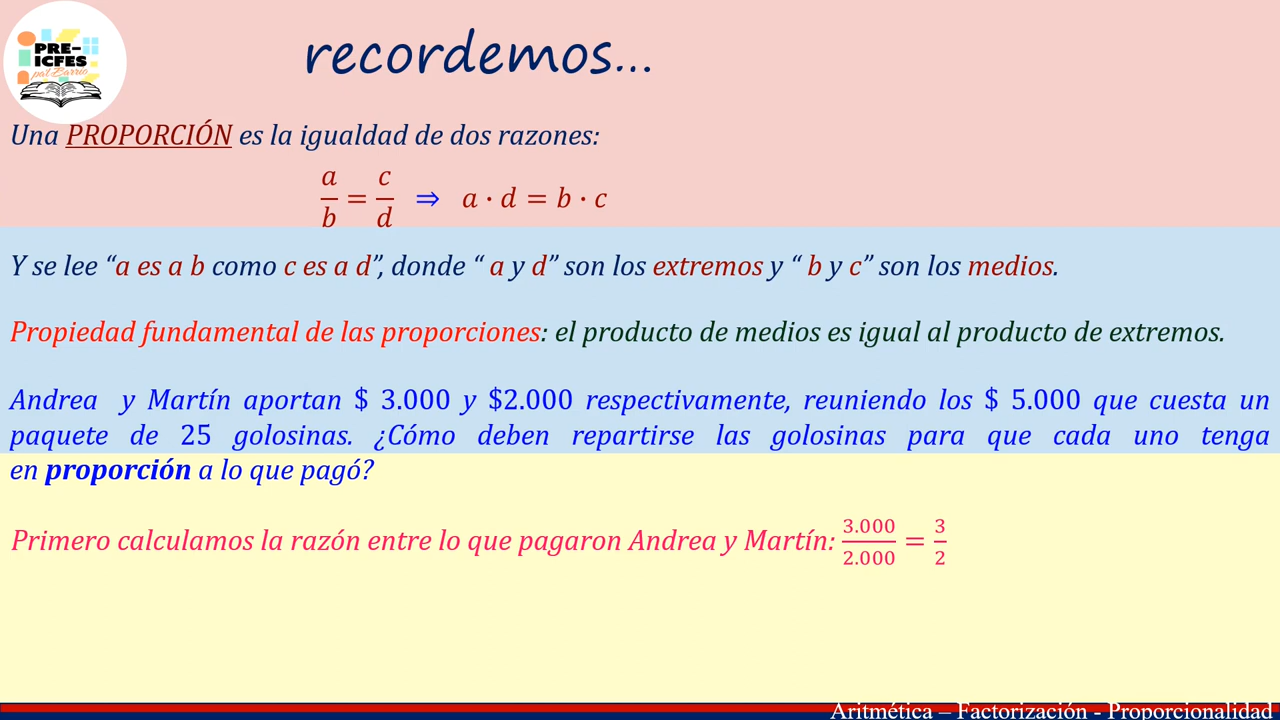 PRE-
ICFES
pat Barrio
recordemos...
Una PROPORCIÓN es la igualdad de dos razones:
a/b = c/d ⇒ a · d = b · c
Y se lee “a es a b como c es a d”, donde “ a y d” son los extremos y “ b y c” son los medios.
Propiedad fundamental de las proporciones: el producto de medios es igual al producto de extremos.
Andrea y Martín aportan $ 3.000 y $2.000 respectivamente, reuniendo los $ 5.000 que cuesta un
paquete de 25 golosinas. ¿Cómo deben repartirse las golosinas para que cada uno tenga
en proporción a lo que pagó?
Primero calculamos la razón entre lo que pagaron Andrea y Martín: 3.000/2.000 = 3/2
Aritmética – Factorización - Proporcionalidad